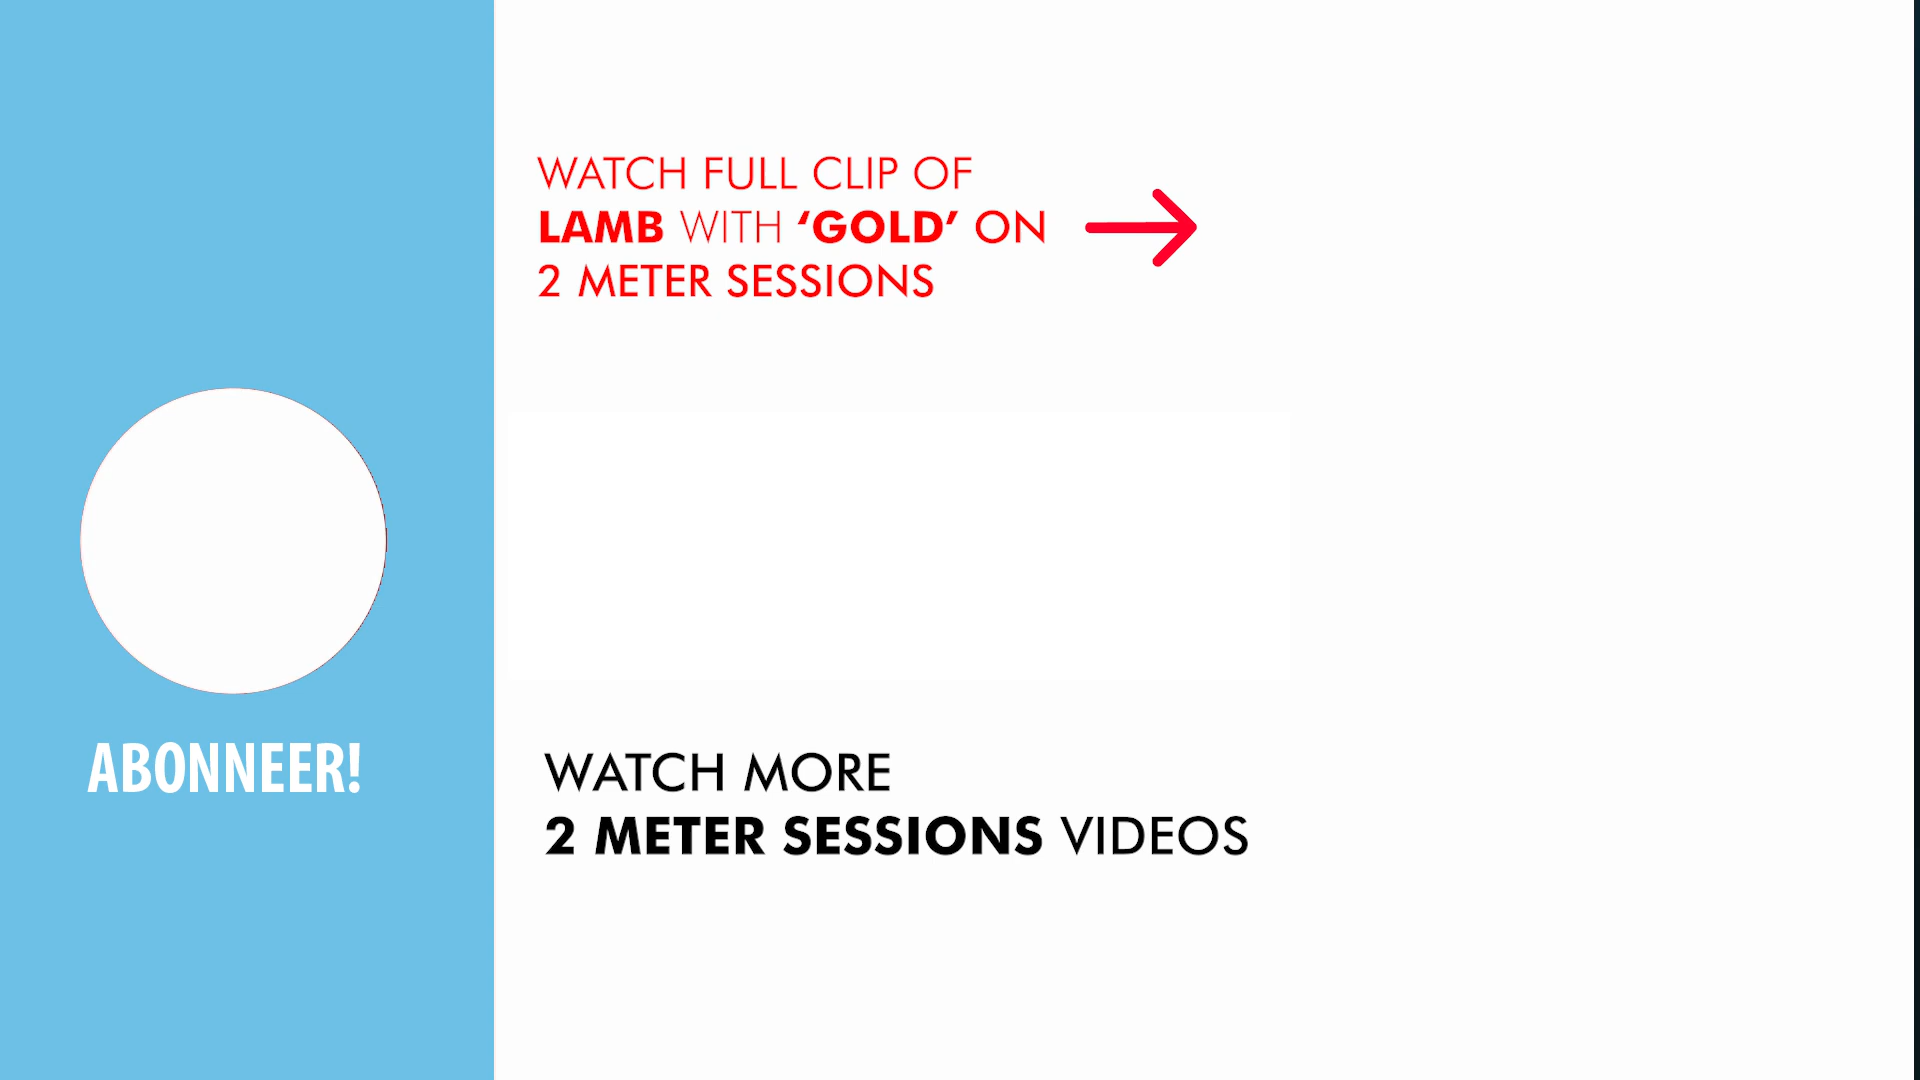 WATCH FULL CLIP OF
LAMB WITH ‘GOLD’ ON
2 METER SESSIONS
ABONNEER!
WATCH MORE
2 METER SESSIONS VIDEOS